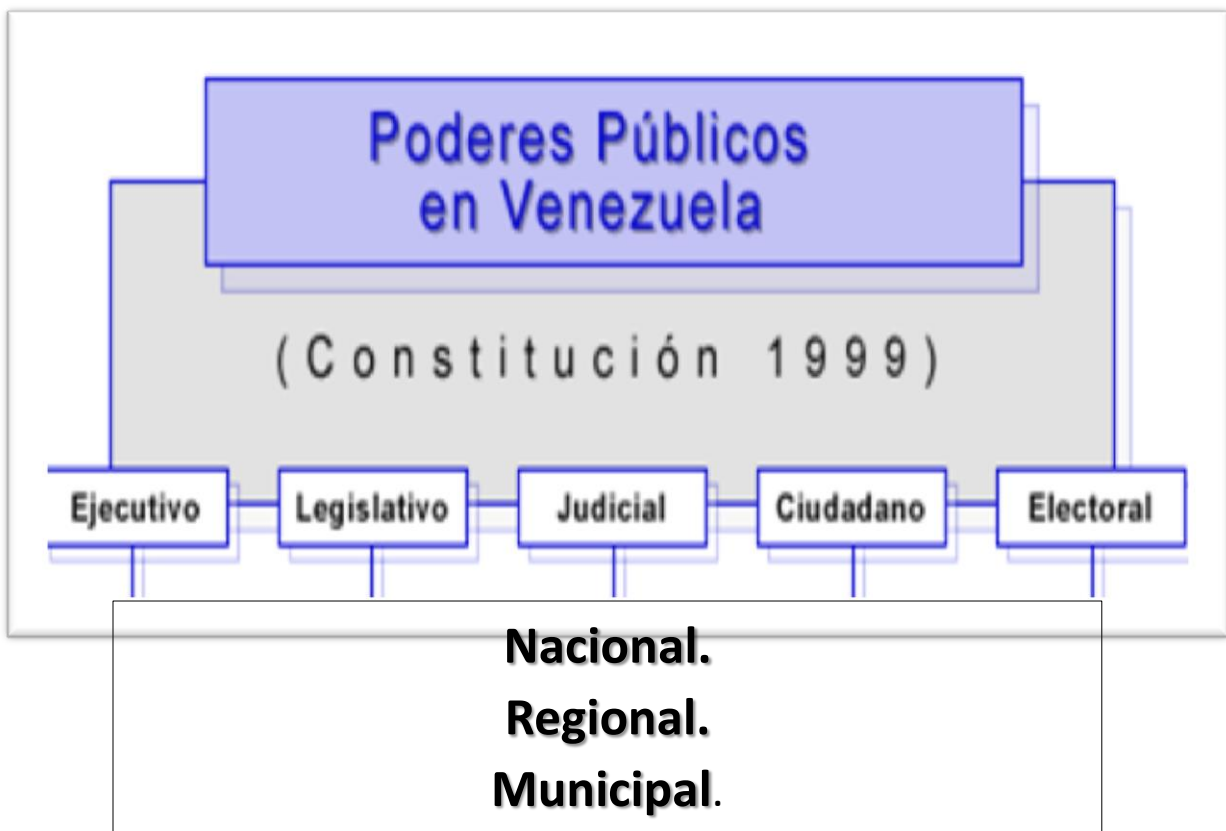 Poderes Públicos
en Venezuela
(Constitución 1999)
Ejecutivo Legislativo Judicial Ciudadano Electoral
Nacional.
Regional.
Municipal.